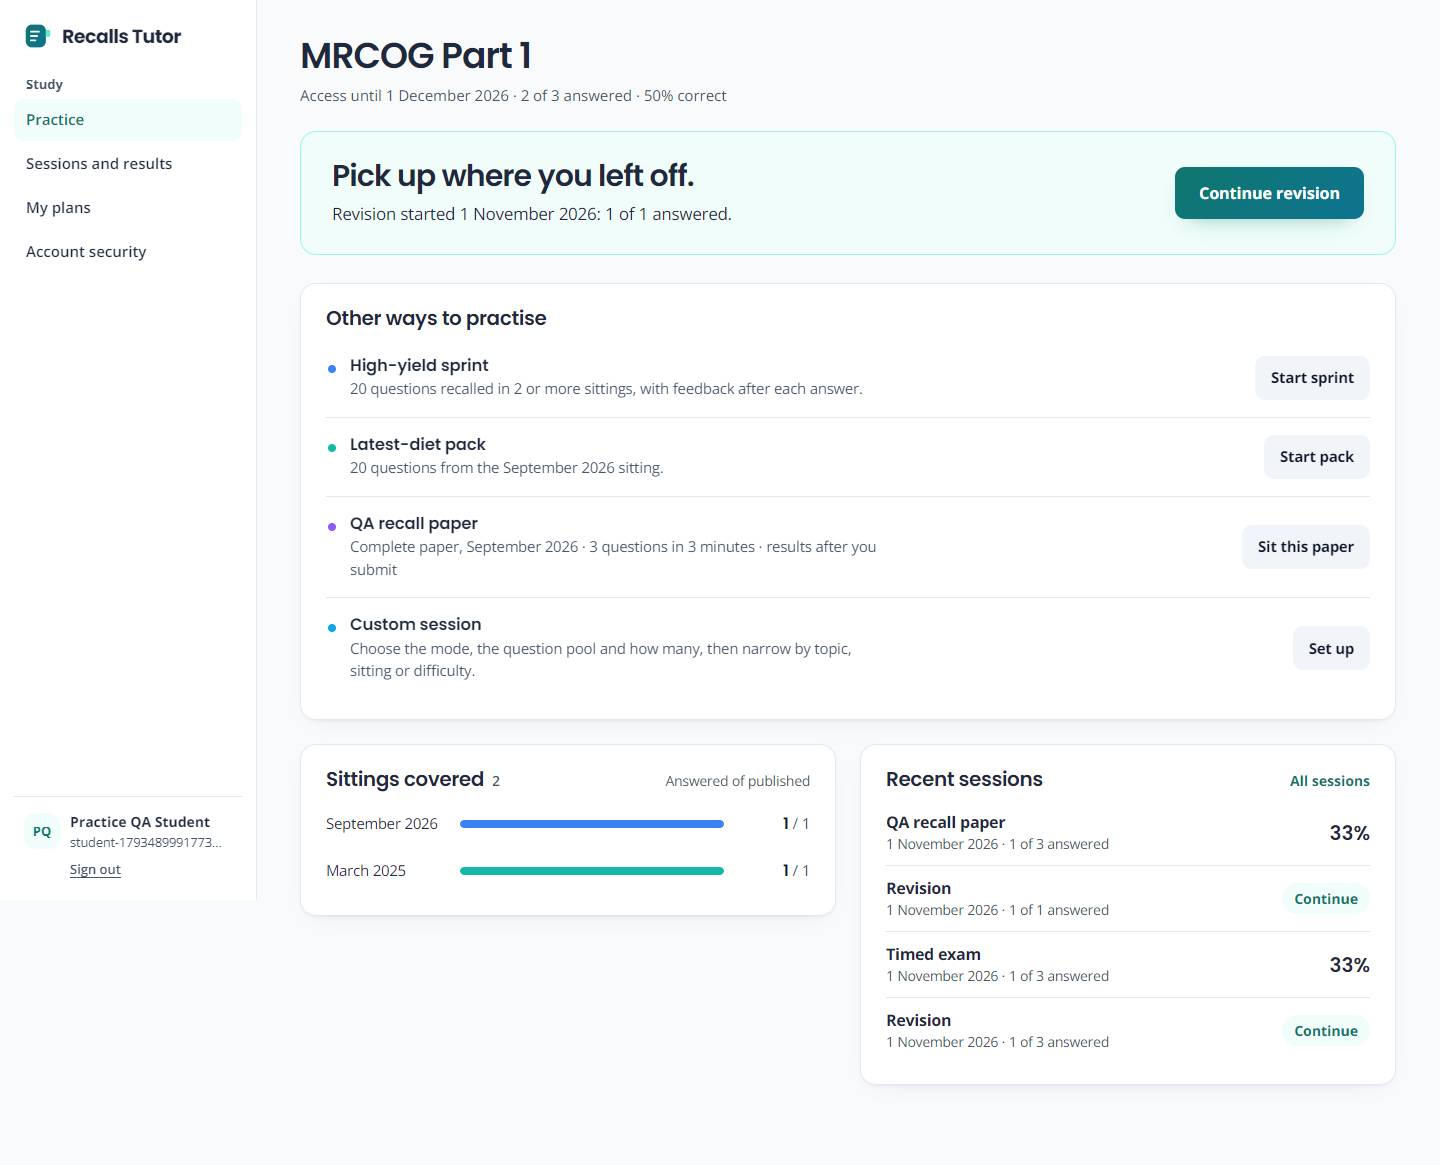 Recalls Tutor
Study
Practice
Sessions and results
My plans
Account security
PQ
Practice QA Student
student-1793489991773...
Sign out
MRCOG Part 1
Access until 1 December 2026 · 2 of 3 answered · 50% correct
Pick up where you left off.
Revision started 1 November 2026: 1 of 1 answered.
Continue revision
Other ways to practise
High-yield sprint
20 questions recalled in 2 or more sittings, with feedback after each answer.
Start sprint
Latest-diet pack
20 questions from the September 2026 sitting.
Start pack
QA recall paper
Complete paper, September 2026 · 3 questions in 3 minutes · results after you
submit
Sit this paper
Custom session
Choose the mode, the question pool and how many, then narrow by topic,
sitting or difficulty.
Set up
Sittings covered 2
Answered of published
September 2026
1 / 1
March 2025
1 / 1
Recent sessions
All sessions
QA recall paper
1 November 2026 · 1 of 3 answered
33%
Revision
1 November 2026 · 1 of 1 answered
Continue
Timed exam
1 November 2026 · 1 of 3 answered
33%
Revision
1 November 2026 · 1 of 3 answered
Continue